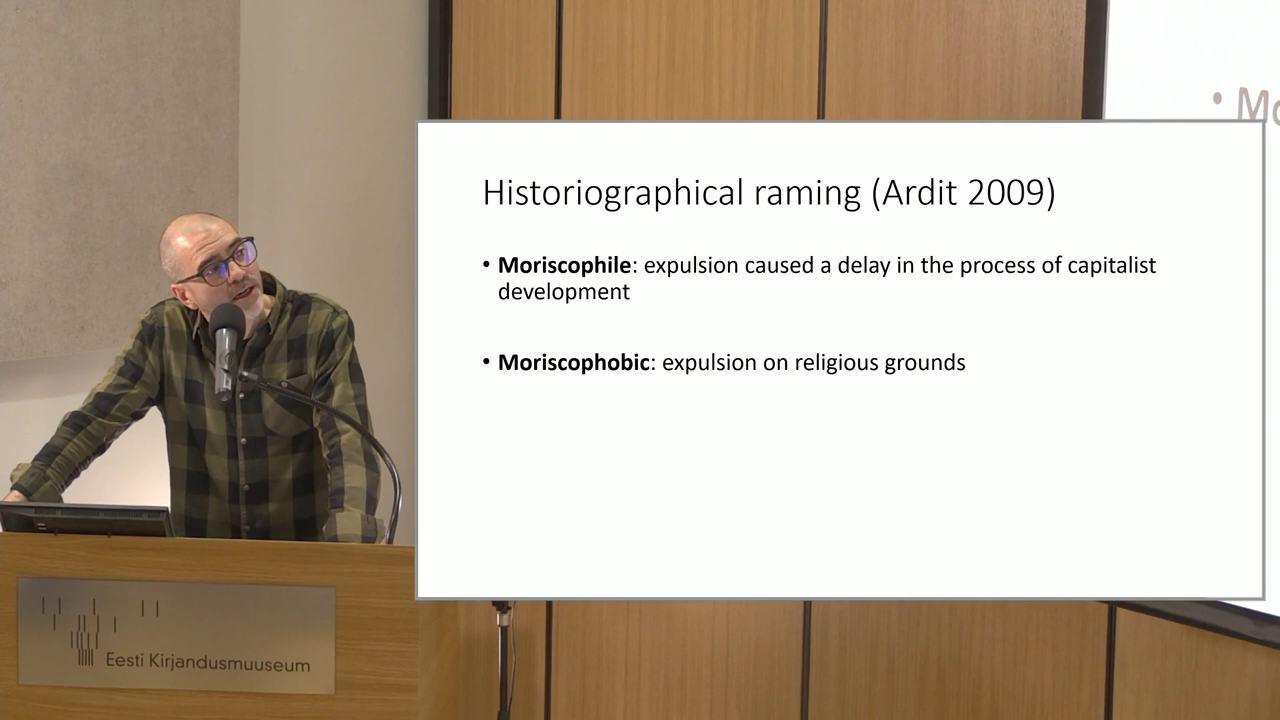 Historiographical raming (Ardit 2009)
• Moriscophile: expulsion caused a delay in the process of capitalist
development
• Moriscophobic: expulsion on religious grounds
• Mo
Eesti Kirjandusmuuseum